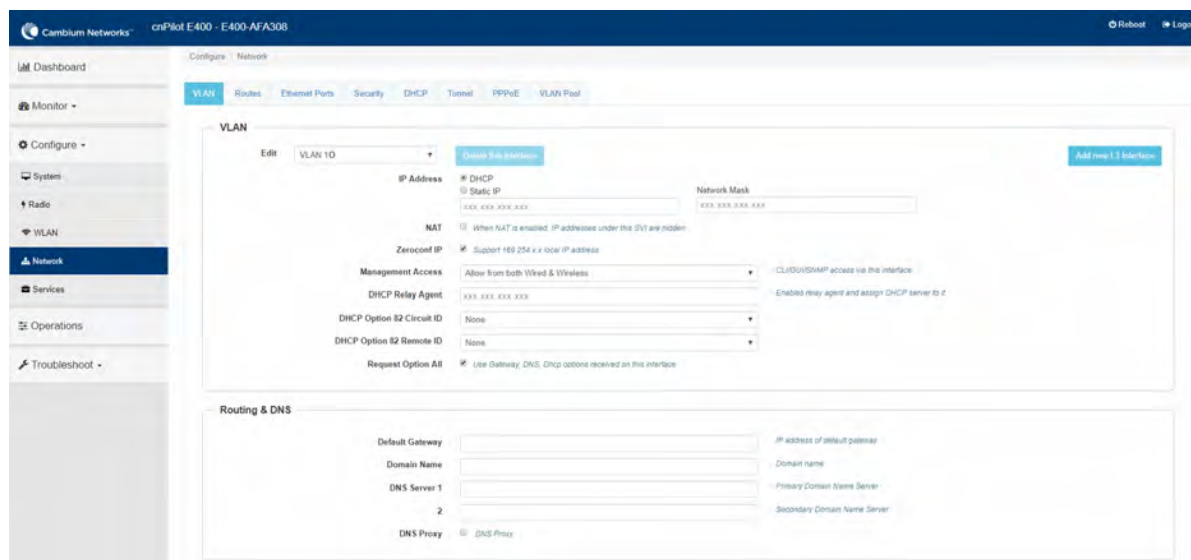 Cambium Networks™ cnPilot E400 - E400-AFA308 Reboot Logo
Dashboard
Monitor
Configure
System
Radio
WLAN
Network
Services
Operations
Troubleshoot
Configure Network
VLAN Routes Ethernet Ports Security DHCP Tunnel PPPoE VLAN Pool
VLAN
Edit VLAN 1O Delete this interface Add new L3 Interface
IP Address DHCP
Static IP Network Mask
xxx.xxx.xxx.xxx xxx.xxx.xxx.xxx
NAT When NAT is enabled, IP addresses under this SVI are hidden
Zeroconf IP Support 169.254.x.x local IP address
Management Access Allow from both Wired & Wireless CLI/GUI/SNMP access via this interface
DHCP Relay Agent xxx.xxx.xxx.xxx Enables relay agent and assign DHCP server to it
DHCP Option 82 Circuit ID None
DHCP Option 82 Remote ID None
Request Option All Use Gateway, DNS, Dhcp options received on this interface
Routing & DNS
Default Gateway IP address of default gateway
Domain Name Domain name
DNS Server 1 Primary Domain Name Server
2 Secondary Domain Name Server
DNS Proxy DNS Proxy